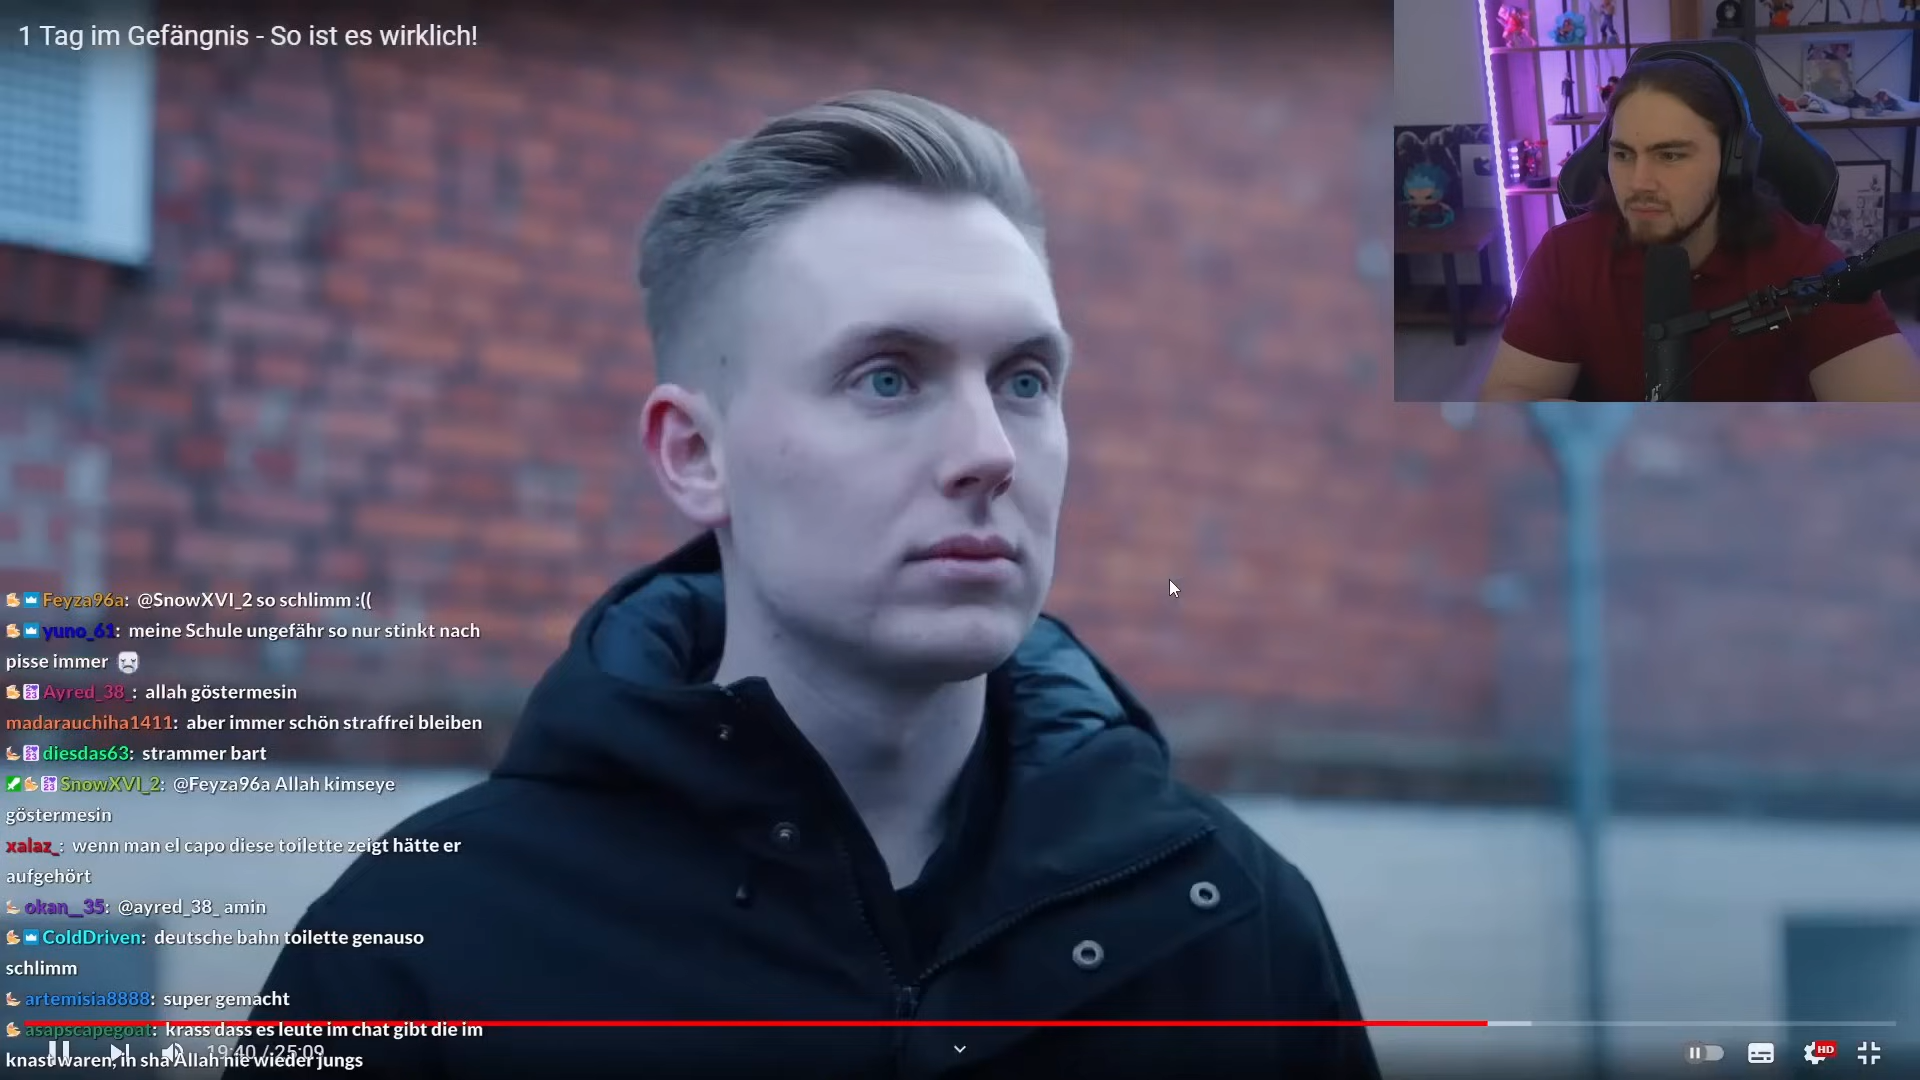 1 Tag im Gefängnis - So ist es wirklich!
Feyza96a: @SnowXVI_2 so schlimm :((
yuno_61: meine Schule ungefähr so nur stinkt nach
pisse immer
Ayred_38_: allah göstermesin
madarauchiha1411: aber immer schön straffrei bleiben
diesdas63: strammer bart
SnowXVI_2: @Feyza96a Allah kimseye
göstermesin
xalaz_: wenn man el capo diese toilette zeigt hätte er
aufgehört
okan__35: @ayred_38_ amin
ColdDriven: deutsche bahn toilette genauso
schlimm
artemisia8888: super gemacht
asapscapegoat: krass dass es leute im chat gibt die im
knast waren, in sha Allah nie wieder jungs
19:40 / 25:09
HD